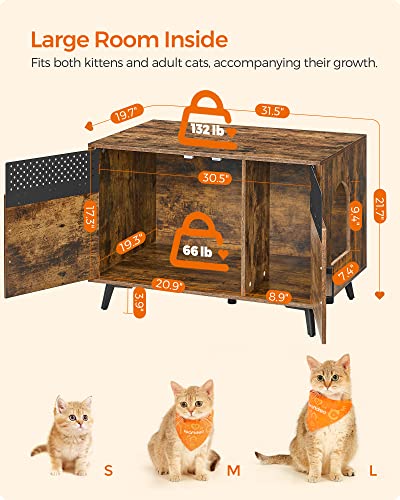 Large Room Inside
Fits both kittens and adult cats, accompanying their growth.
19.7"
31.5"
132 lb
30.5"
17.3"
21.7"
9.4"
19.3"
66 lb
7.4"
20.9"
8.9"
3.9"
S
M
L